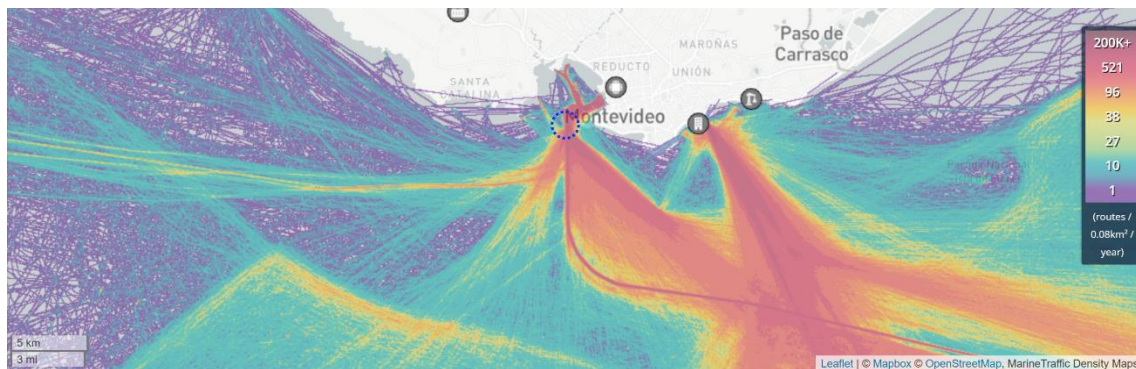 Paso de
Carrasco
MAROÑAS
REDUCTO
UNIÓN
SANTA
CATALINA
Montevideo
200K+
521
96
38
27
10
1
(routes /
0.08km² /
year)
5 km
3 mi
Leaflet | © Mapbox © OpenStreetMap, MarineTraffic Density Maps